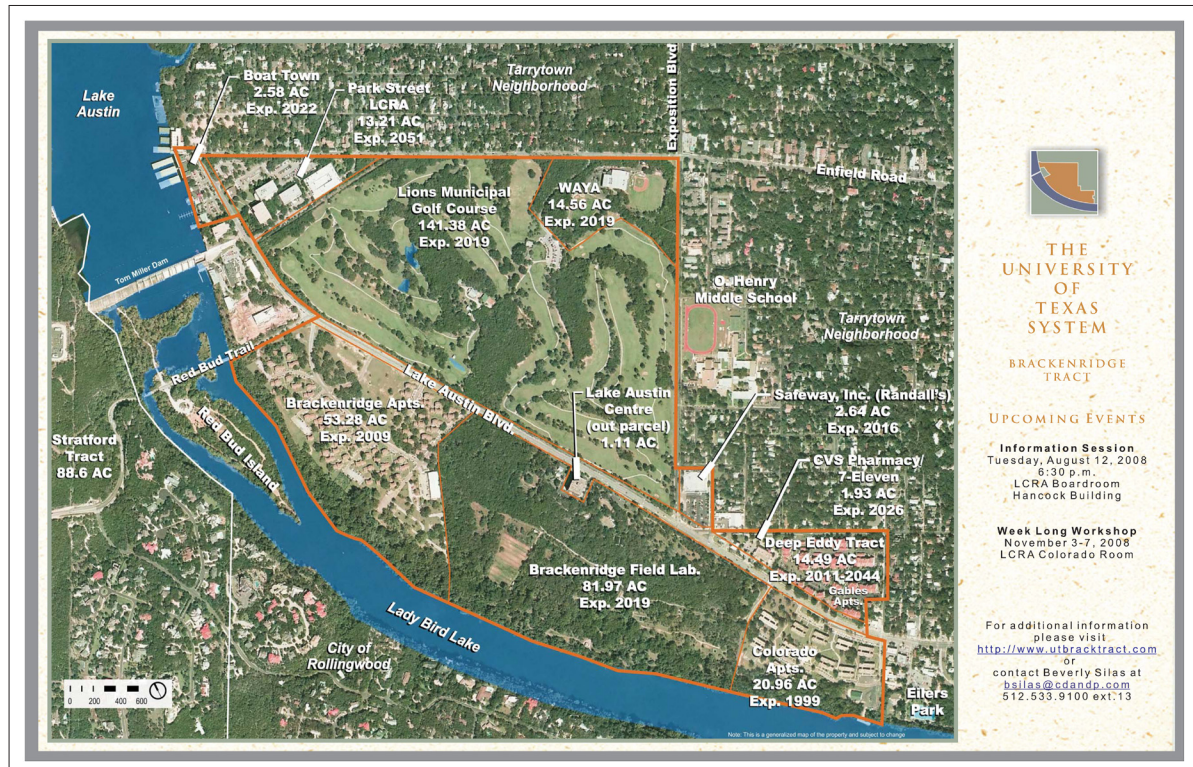 Lake
Austin
Boat Town
2.58 AC
Exp. 2022
Park Street
LCRA
13.21 AC
Exp. 2051
Tarrytown
Neighborhood
Exposition Blvd
Enfield Road
Lions Municipal
Golf Course
141.38 AC
Exp. 2019
WAYA
14.56 AC
Exp. 2019
Tom Miller Dam
O. Henry
Middle School
Tarrytown
Neighborhood
Red Bud Trail
Lake Austin Blvd.
Brackenridge Apts.
53.28 AC
Exp. 2009
Lake Austin
Centre
(out parcel)
1.11 AC
Safeway, Inc. (Randall's)
2.64 AC
Exp. 2016
Stratford
Tract
88.6 AC
Red Bud Island
CVS Pharmacy/
7-Eleven
1.93 AC
Exp. 2026
Deep Eddy Tract
14.49 AC
Exp. 2011-2044
Gables
Apts.
Brackenridge Field Lab.
81.97 AC
Exp. 2019
Lady Bird Lake
City of
Rollingwood
Colorado
Apts.
20.96 AC
Exp. 1999
Eilers
Park
0 200 400 600
Note: This is a generalized map of the property and subject to change
THE
UNIVERSITY
OF
TEXAS
SYSTEM
BRACKENRIDGE
TRACT
UPCOMING EVENTS
Information Session
Tuesday, August 12, 2008
6:30 p.m.
LCRA Boardroom
Hancock Building
Week Long Workshop
November 3-7, 2008
LCRA Colorado Room
For additional information
please visit
http://www.utbracktract.com
or
contact Beverly Silas at
bsilas@cdandp.com
512.533.9100 ext.13